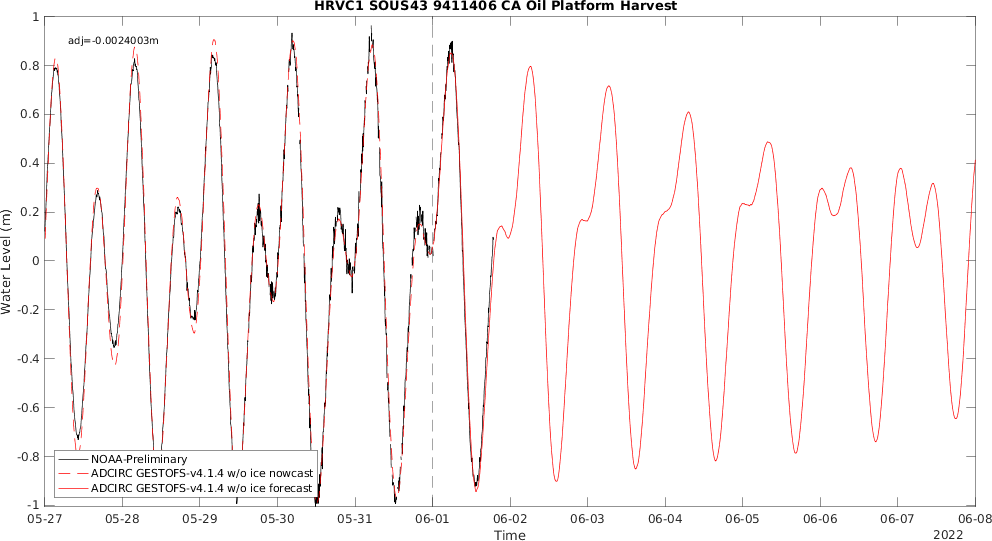 HRVC1 SOUS43 9411406 CA Oil Platform Harvest
adj=-0.0024003m
1
0.8
0.6
0.4
0.2
0
-0.2
-0.4
-0.6
-0.8
-1
Water Level (m)
NOAA-Preliminary
ADCIRC GESTOFS-v4.1.4 w/o ice nowcast
ADCIRC GESTOFS-v4.1.4 w/o ice forecast
05-27 05-28 05-29 05-30 05-31 06-01 06-02 06-03 06-04 06-05 06-06 06-07 06-08
Time
2022